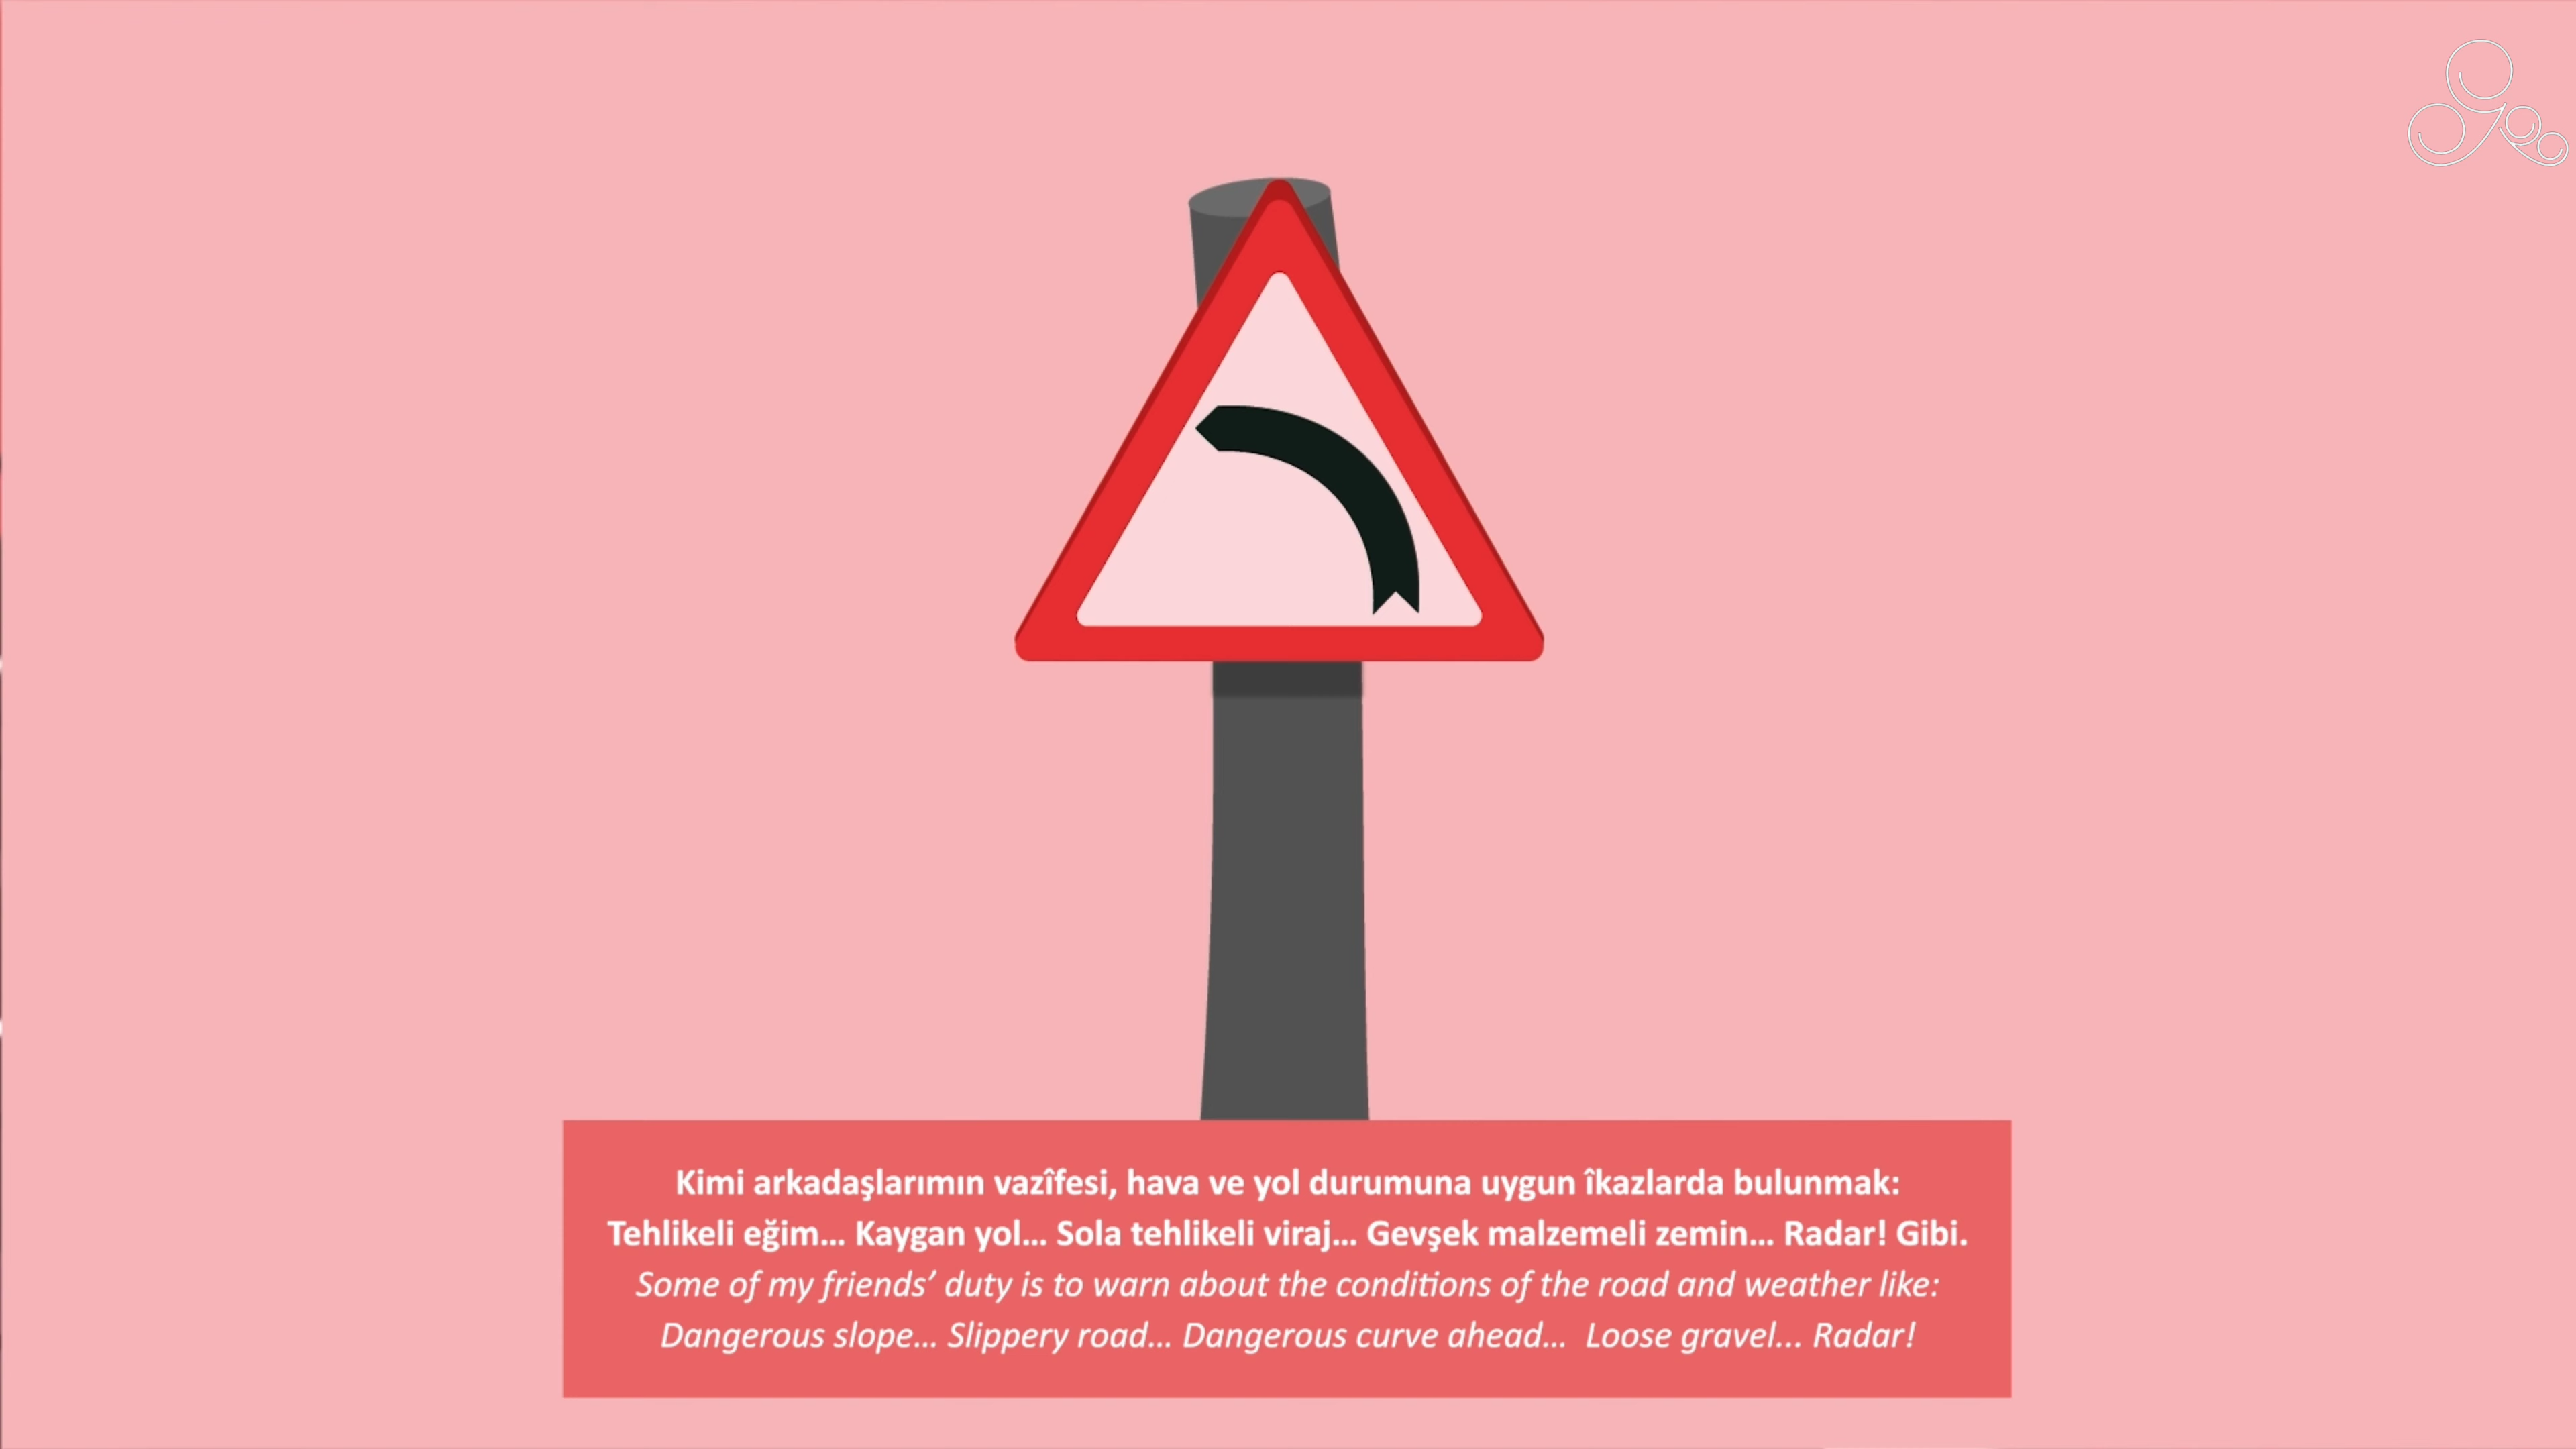 Kimi arkadaşlarımın vazîfesi, hava ve yol durumuna uygun îkazlarda bulunmak:
Tehlikeli eğim... Kaygan yol... Sola tehlikeli viraj... Gevşek malzemeli zemin... Radar! Gibi.
Some of my friends’ duty is to warn about the conditions of the road and weather like:
Dangerous slope... Slippery road... Dangerous curve ahead...  Loose gravel... Radar!